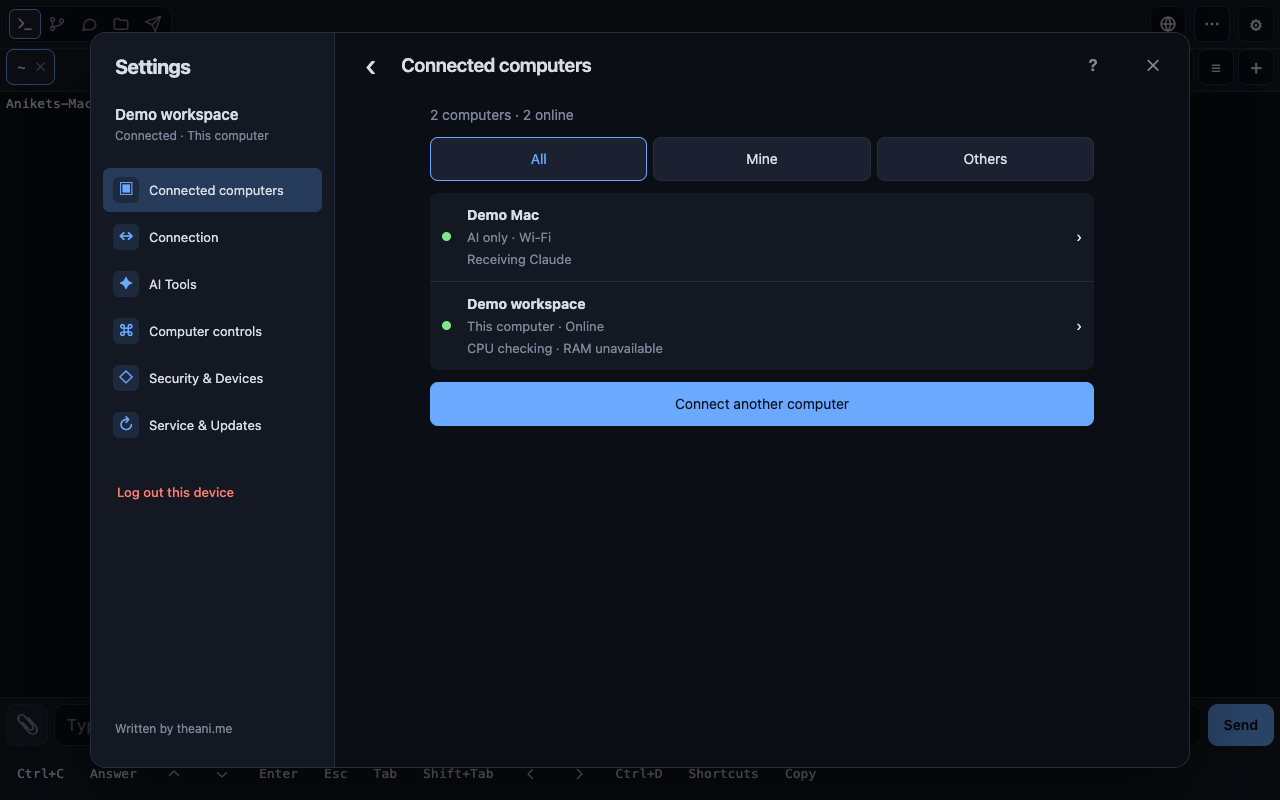 ~ ×
Anikets-Mac
Settings
Demo workspace
Connected · This computer
Connected computers
Connection
AI Tools
Computer controls
Security & Devices
Service & Updates
Log out this device
Written by theani.me
Connected computers
?
2 computers · 2 online
All Mine Others
Demo Mac
AI only · Wi-Fi
Receiving Claude
Demo workspace
This computer · Online
CPU checking · RAM unavailable
Connect another computer
Send
Ctrl+C Answer Enter Esc Tab Shift+Tab Ctrl+D Shortcuts Copy